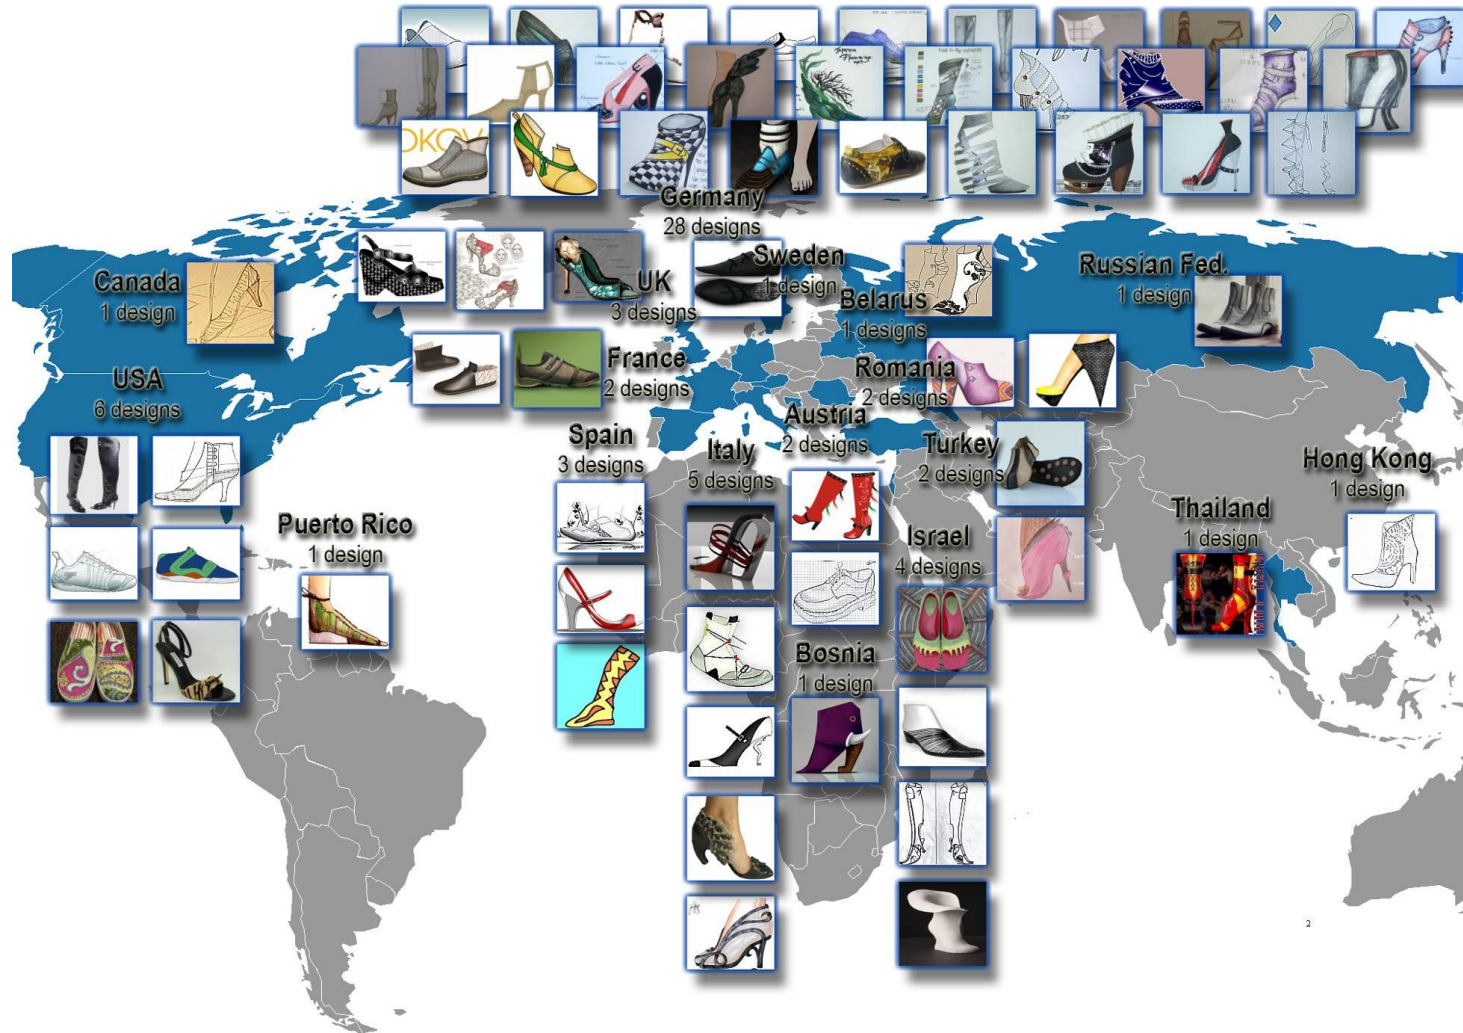 OKOV
Germany
28 designs
Canada
1 design
UK
3 designs
Sweden
1 design
Belarus
1 designs
Russian Fed.
1 design
USA
6 designs
France
2 designs
Romania
2 designs
Austria
2 designs
Spain
3 designs
Italy
5 designs
Turkey
2 designs
Hong Kong
1 design
Puerto Rico
1 design
Israel
4 designs
Thailand
1 design
Bosnia
1 design
2